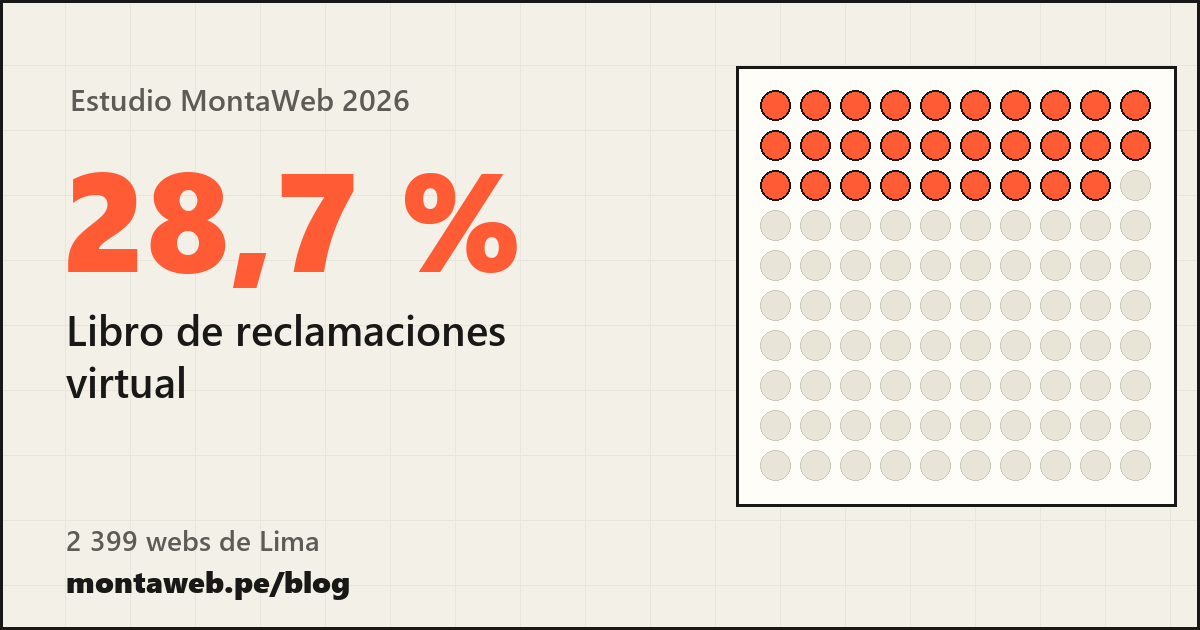 Estudio MontaWeb 2026
28,7 %
Libro de reclamaciones
virtual
2 399 webs de Lima
montaweb.pe/blog